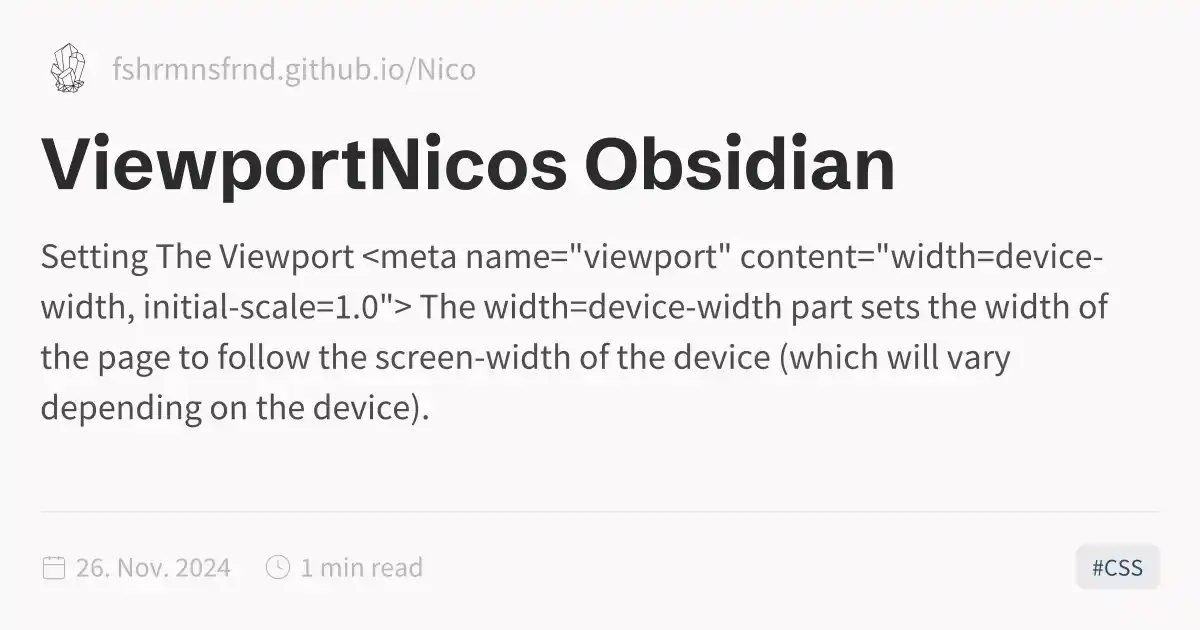 fshrmnsfrnd.github.io/Nico
ViewportNicos Obsidian
Setting The Viewport <meta name="viewport" content="width=device-
width, initial-scale=1.0"> The width=device-width part sets the width of
the page to follow the screen-width of the device (which will vary
depending on the device).
26. Nov. 2024
1 min read
#CSS